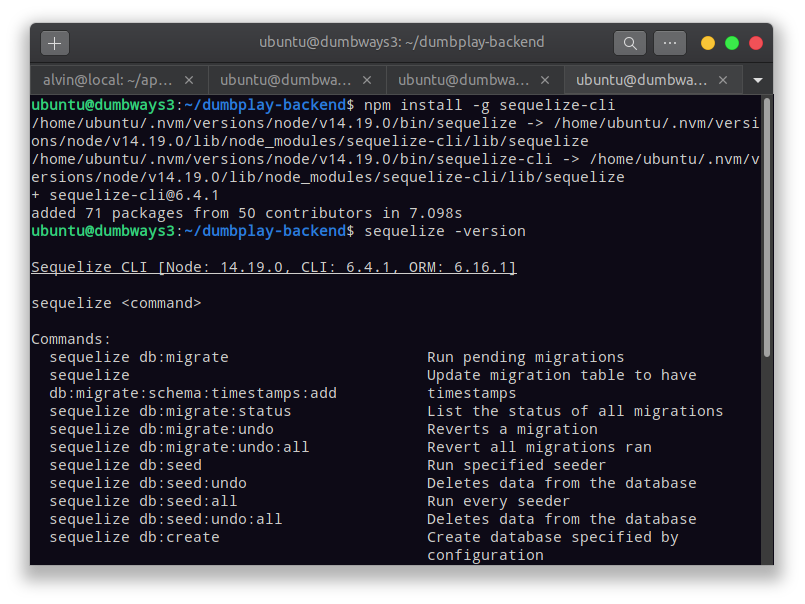 ubuntu@dumbways3: ~/dumbplay-backend
alvin@local: ~/ap...
ubuntu@dumbwa...
ubuntu@dumbwa...
ubuntu@dumbwa...
ubuntu@dumbways3:~/dumbplay-backend$ npm install -g sequelize-cli
/home/ubuntu/.nvm/versions/node/v14.19.0/bin/sequelize -> /home/ubuntu/.nvm/versi
ons/node/v14.19.0/lib/node_modules/sequelize-cli/lib/sequelize
/home/ubuntu/.nvm/versions/node/v14.19.0/bin/sequelize-cli -> /home/ubuntu/.nvm/v
ersions/node/v14.19.0/lib/node_modules/sequelize-cli/lib/sequelize
+ sequelize-cli@6.4.1
added 71 packages from 50 contributors in 7.098s
ubuntu@dumbways3:~/dumbplay-backend$ sequelize -version
Sequelize CLI [Node: 14.19.0, CLI: 6.4.1, ORM: 6.16.1]
sequelize <command>
Commands:
sequelize db:migrate Run pending migrations
sequelize Update migration table to have
db:migrate:schema:timestamps:add timestamps
sequelize db:migrate:status List the status of all migrations
sequelize db:migrate:undo Reverts a migration
sequelize db:migrate:undo:all Revert all migrations ran
sequelize db:seed Run specified seeder
sequelize db:seed:undo Deletes data from the database
sequelize db:seed:all Run every seeder
sequelize db:seed:undo:all Deletes data from the database
sequelize db:create Create database specified by
configuration